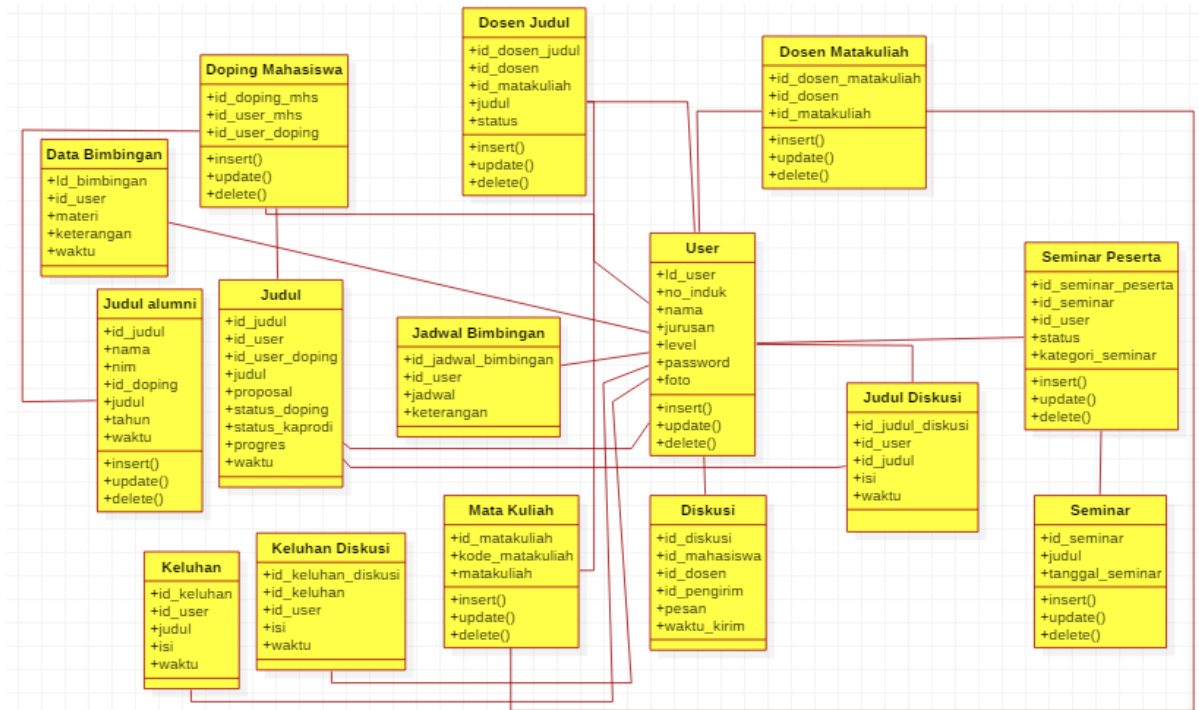 Dosen Judul
+id_dosen_judul
+id_dosen
+id_matakuliah
+judul
+status
+insert()
+update()
+delete()
Dosen Matakuliah
+id_dosen_matakuliah
+id_dosen
+id_matakuliah
+insert()
+update()
+delete()
Doping Mahasiswa
+id_doping_mhs
+id_user_mhs
+id_user_doping
+insert()
+update()
+delete()
Data Bimbingan
+Id_bimbingan
+id_user
+materi
+keterangan
+waktu
User
+Id_user
+no_induk
+nama
+jurusan
+level
+password
+foto
+insert()
+update()
+delete()
Seminar Peserta
+id_seminar_peserta
+id_seminar
+id_user
+status
+kategori_seminar
+insert()
+update()
+delete()
Judul alumni
+id_judul
+nama
+nim
+id_doping
+judul
+tahun
+waktu
+insert()
+update()
+delete()
Judul
+id_judul
+id_user
+id_user_doping
+judul
+proposal
+status_doping
+status_kaprodi
+progres
+waktu
Jadwal Bimbingan
+id_jadwal_bimbingan
+id_user
+jadwal
+keterangan
Judul Diskusi
+id_judul_diskusi
+id_user
+id_judul
+isi
+waktu
Keluhan
+id_keluhan
+id_user
+judul
+isi
+waktu
Keluhan Diskusi
+id_keluhan_diskusi
+id_keluhan
+id_user
+isi
+waktu
Mata Kuliah
+id_matakuliah
+kode_matakuliah
+matakuliah
+insert()
+update()
+delete()
Diskusi
+id_diskusi
+id_mahasiswa
+id_dosen
+id_pengirim
+pesan
+waktu_kirim
Seminar
+id_seminar
+judul
+tanggal_seminar
+insert()
+update()
+delete()